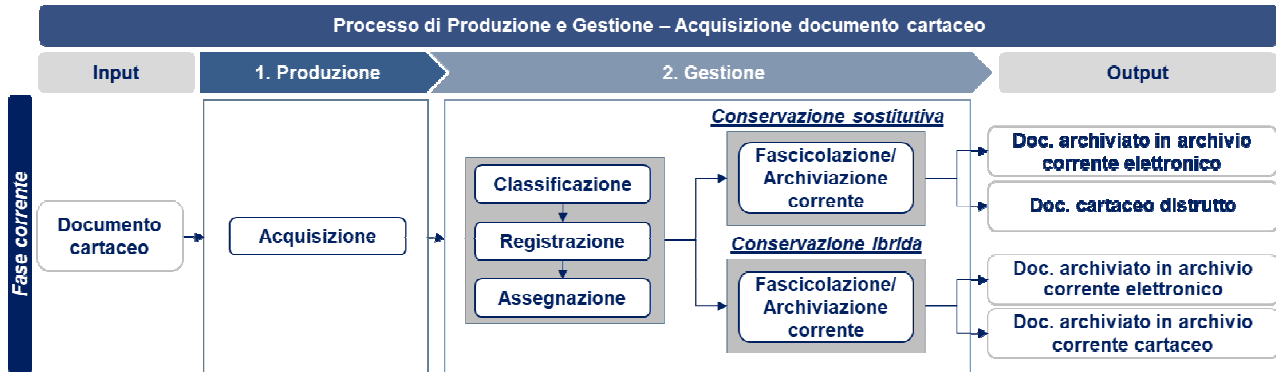 Processo di Produzione e Gestione – Acquisizione documento cartaceo
Input
1. Produzione
2. Gestione
Output
Fase corrente
Documento
cartaceo
Acquisizione
Classificazione
Registrazione
Assegnazione
Conservazione sostitutiva
Fascicolazione/
Archiviazione
corrente
Conservazione ibrida
Fascicolazione/
Archiviazione
corrente
Doc. archiviato in archivio
corrente elettronico
Doc. cartaceo distrutto
Doc. archiviato in archivio
corrente elettronico
Doc. archiviato in archivio
corrente cartaceo